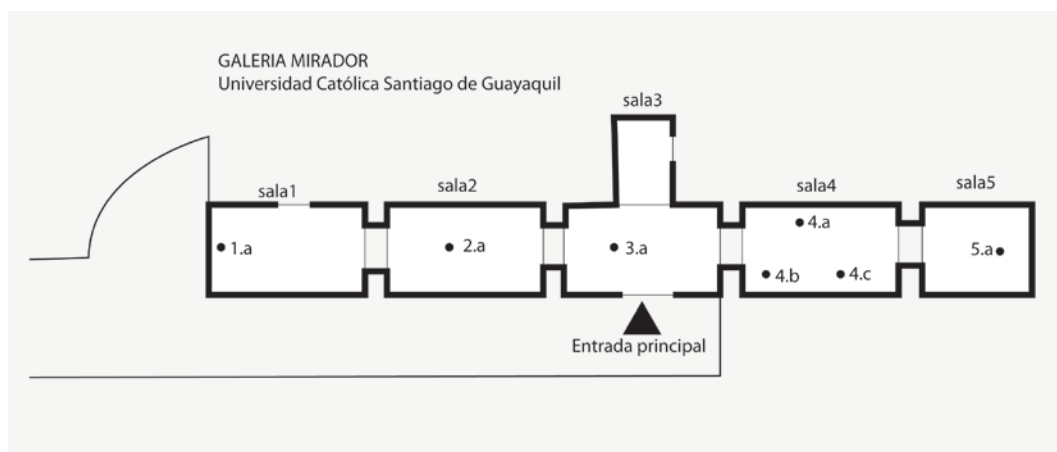 GALERIA MIRADOR
Universidad Católica Santiago de Guayaquil
sala3
sala1
sala2
sala4
sala5
1.a
2.a
3.a
4.a
4.b
4.c
5.a
Entrada principal